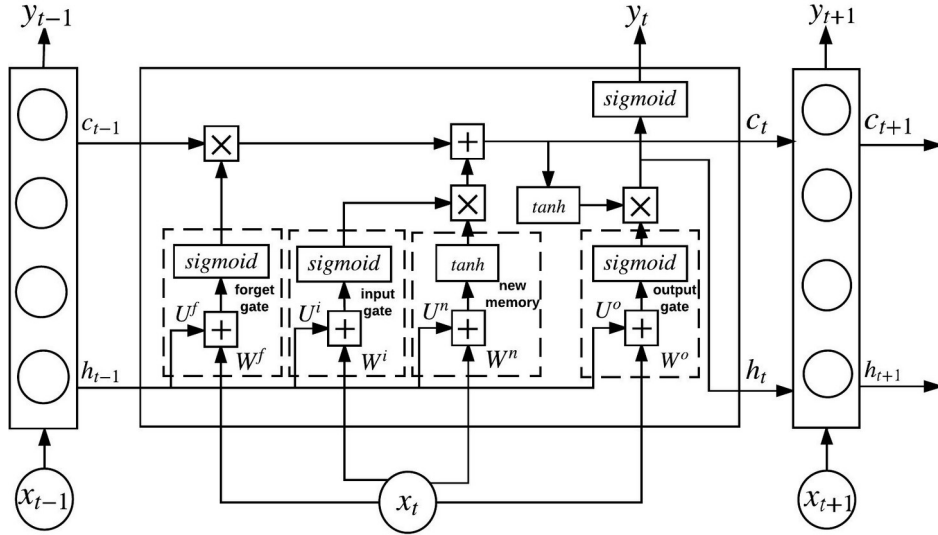 y_{t-1}
y_t
y_{t+1}
sigmoid
c_{t-1}
c_t
c_{t+1}
×
+
×
tanh
×
sigmoid
forget
gate
U^f
+
W^f
sigmoid
input
gate
U^i
+
W^i
tanh
new
memory
U^n
+
W^n
sigmoid
output
gate
U^o
+
W^o
h_{t-1}
h_t
h_{t+1}
x_{t-1}
x_t
x_{t+1}